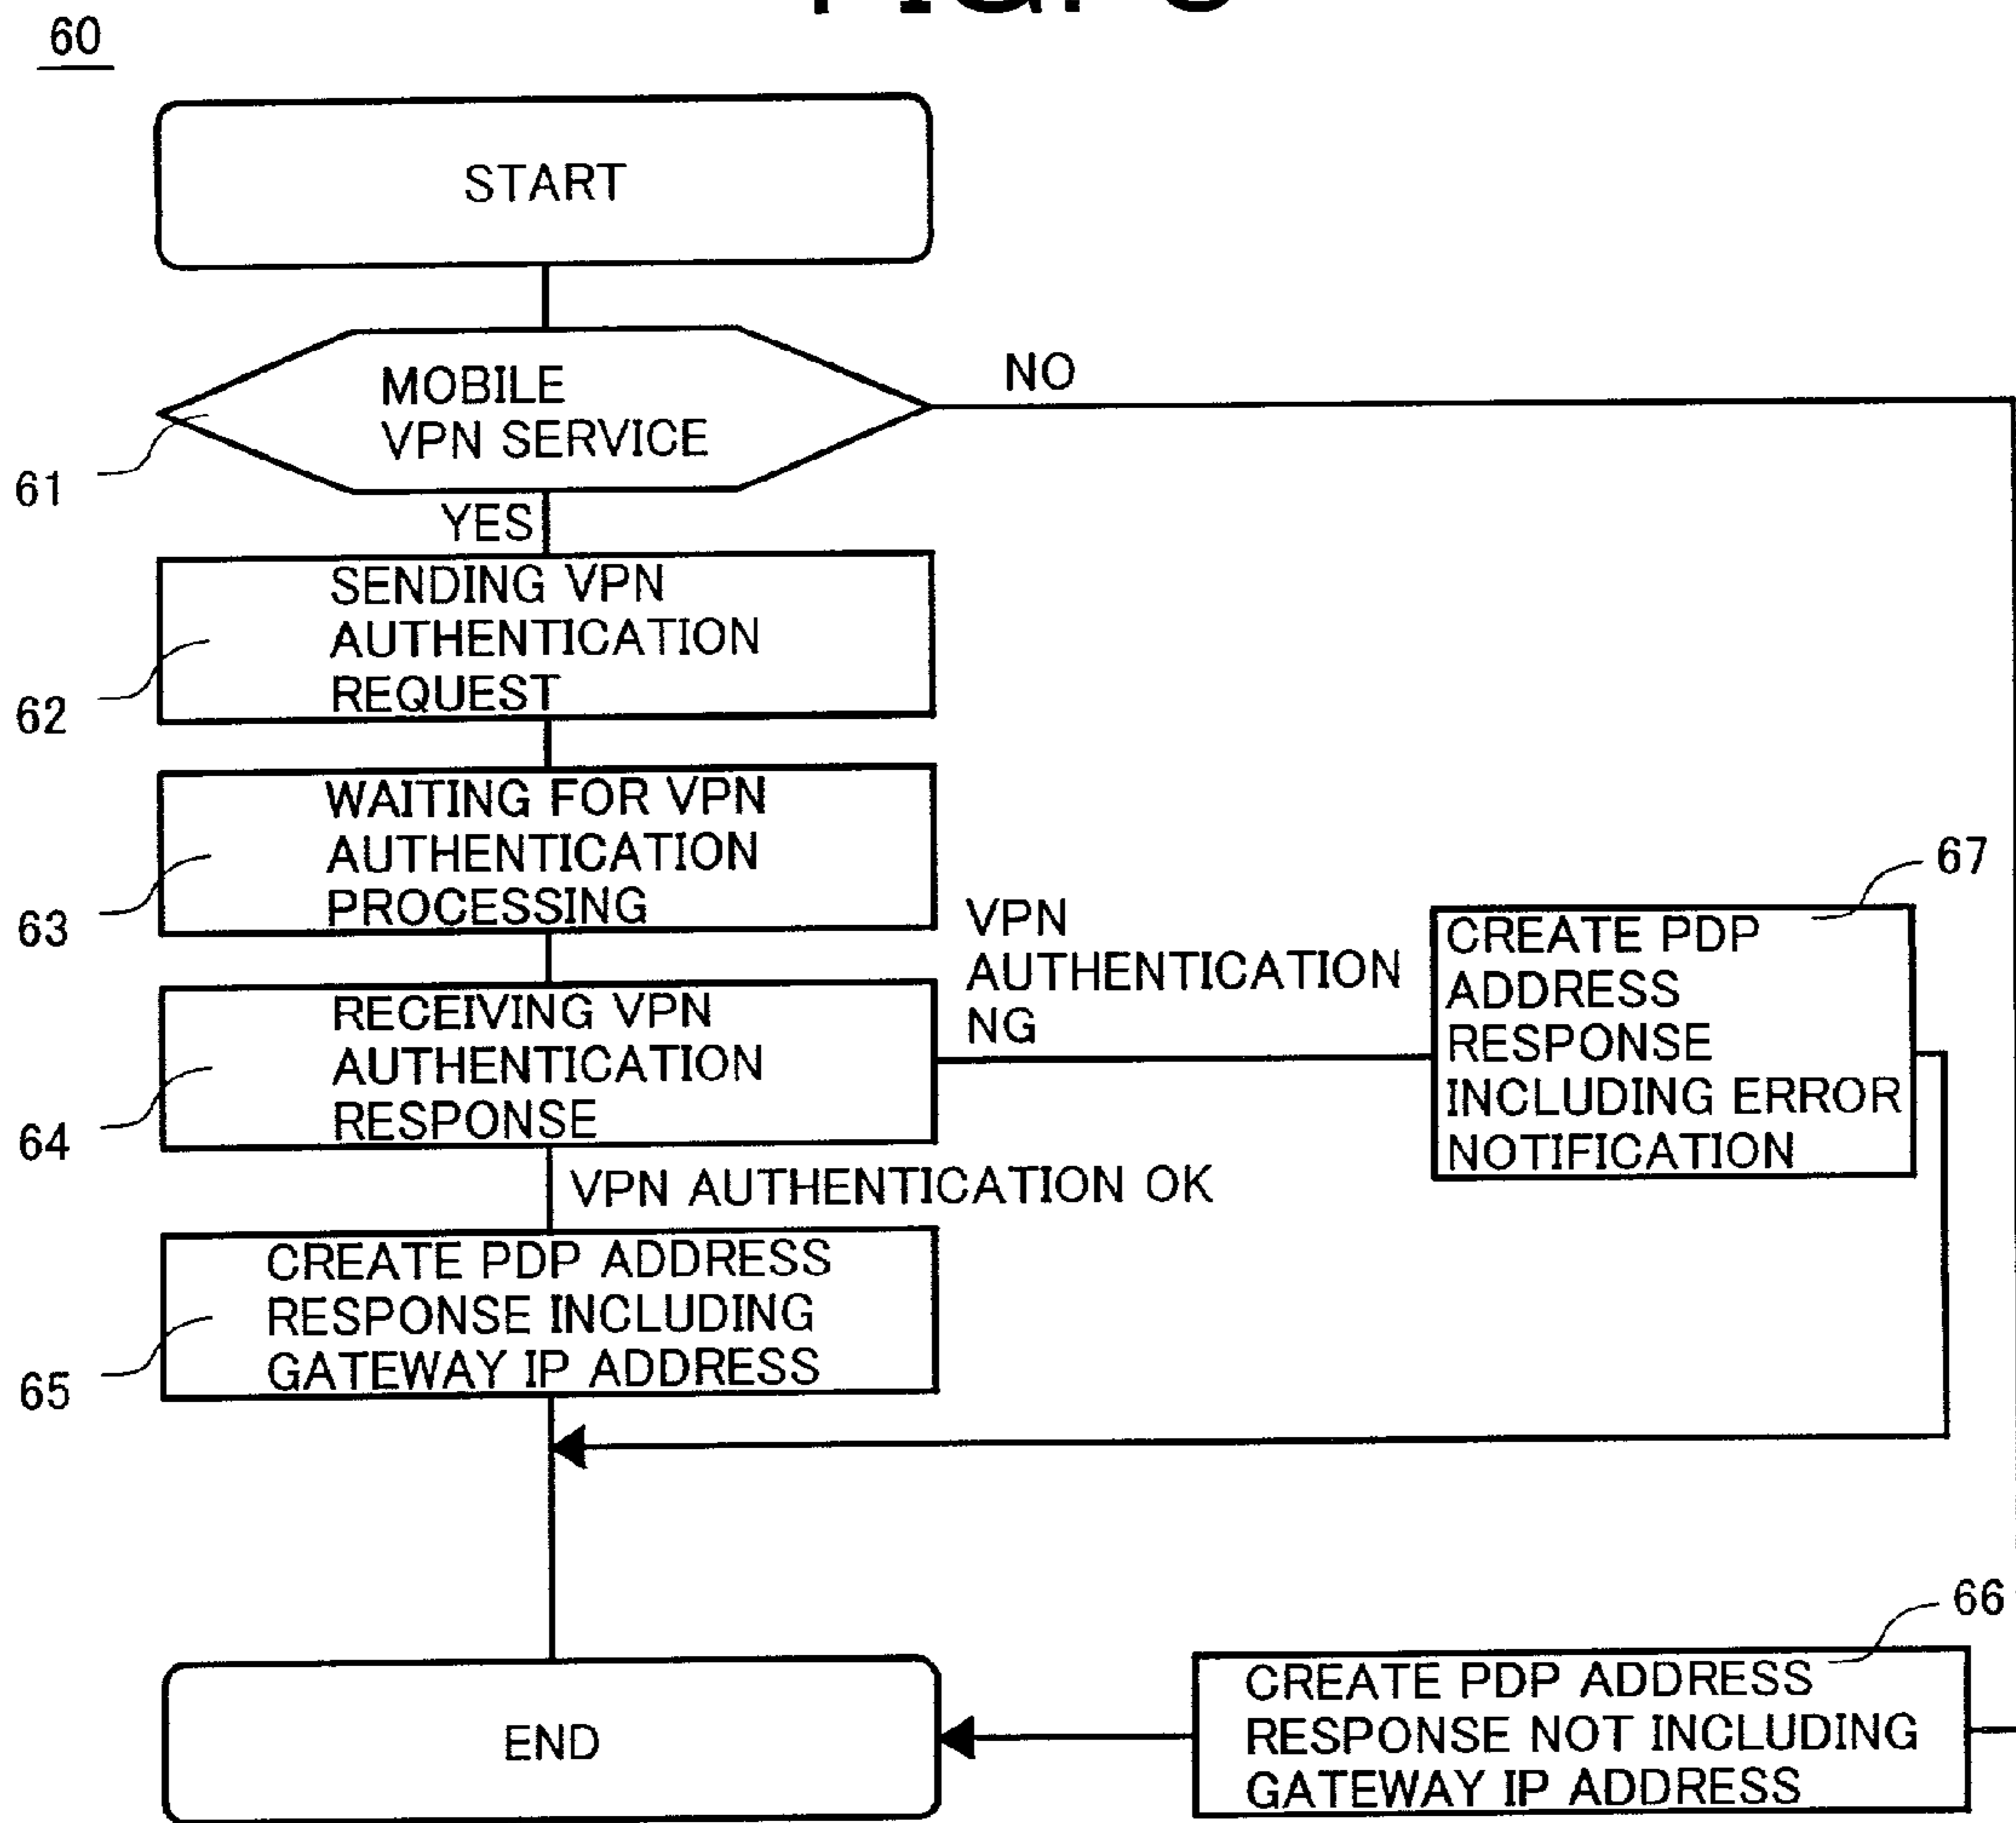 60
START
MOBILE
VPN SERVICE
NO
61
YES
SENDING VPN
AUTHENTICATION
REQUEST
62
WAITING FOR VPN
AUTHENTICATION
PROCESSING
63
RECEIVING VPN
AUTHENTICATION
RESPONSE
64
VPN
AUTHENTICATION
NG
67
CREATE PDP
ADDRESS
RESPONSE
INCLUDING ERROR
NOTIFICATION
VPN AUTHENTICATION OK
CREATE PDP ADDRESS
RESPONSE INCLUDING
GATEWAY IP ADDRESS
65
66
CREATE PDP ADDRESS
RESPONSE NOT INCLUDING
GATEWAY IP ADDRESS
END